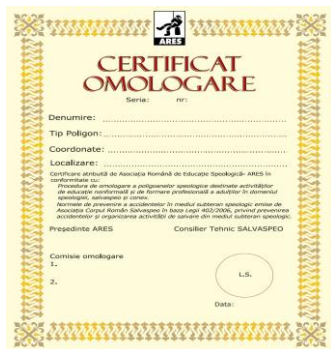 ARES
CERTIFICAT
OMOLOGARE
Seria: nr:
Denumire:
Tip Poligon:
Coordonate:
Localizare:
Certificare atribuită de Asociația Română de Educație Speologică- ARES în
conformitate cu:
Procedura de omologare a poligoanelor speologice destinate activităților
de educație nonformală și de formare profesională a adulților în domeniul
speologiei, salvaspeo și conex.
Normele de prevenire a accidentelor în mediul subteran speologic emise de
Asociația Corpul Român Salvaspeo în baza Legii 402/2006, privind prevenirea
accidentelor și organizarea activității de salvare din mediul subteran speologic.
Președinte ARES Consilier Tehnic SALVASPEO
Comisie omologare
1.
2.
L.S.
Data: